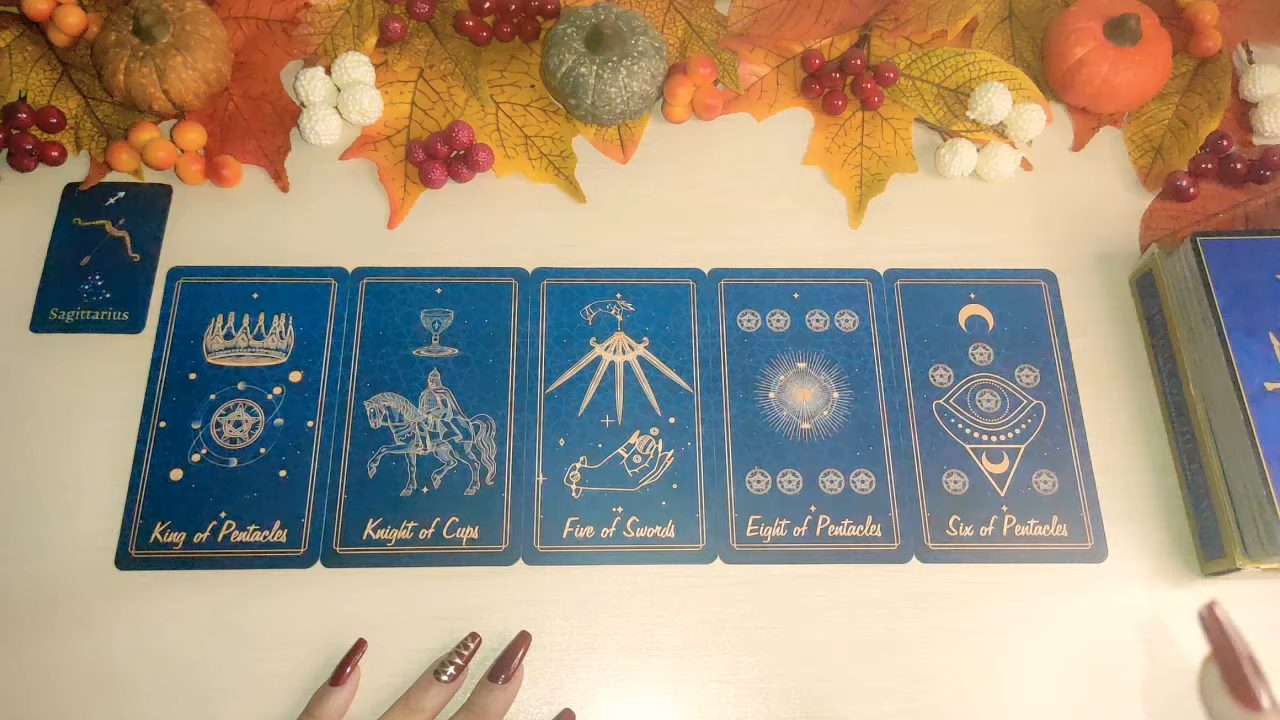 Sagittarius
King of Pentacles
Knight of Cups
Five of Swords
Eight of Pentacles
Six of Pentacles